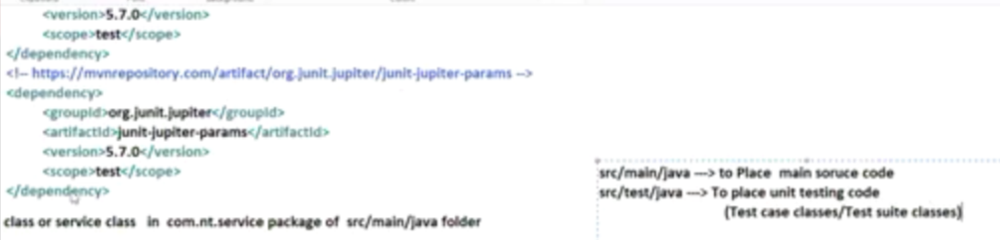 <version>5.7.0</version>
<scope>test</scope>
</dependency>
<!-- https://mvnrepository.com/artifact/org.junit.jupiter/junit-jupiter-params -->
<dependency>
<groupId>org.junit.jupiter</groupId>
<artifactId>junit-jupiter-params</artifactId>
<version>5.7.0</version>
<scope>test</scope>
</dependency>
class or service class in com.nt.service package of src/main/java folder
src/main/java ---> to Place main soruce code
src/test/java ---> To place unit testing code
(Test case classes/Test suite classes)